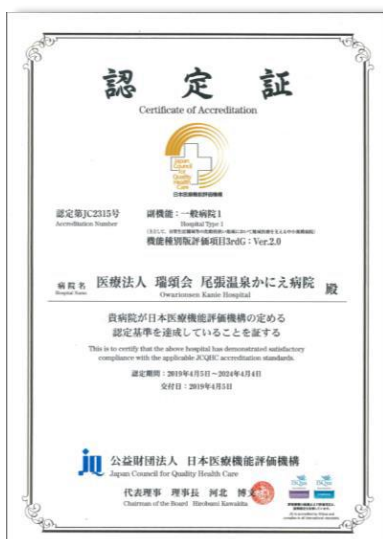 認定証
Certificate of Accreditation
Japan
Council
for
Quality
Health
Care
日本医療機能評価機構
認定第JC2315号
Accreditation Number
副機能：一般病院1
Hospital Type 1
機能種別版評価項目3rdG：Ver.2.0
病院名
Hospital Name
医療法人 瑞頌会 尾張温泉かにえ病院 殿
Owarionsen Kanie Hospital
貴病院が日本医療機能評価機構の定める
認定基準を達成していることを証する
This is to certify that the above hospital has demonstrated satisfactory
compliance with the applicable JCQHC accreditation standards.
認定期間：2019年4月5日～2024年4月4日
交付日：2019年4月5日
jq
公益財団法人 日本医療機能評価機構
Japan Council for Quality Health Care
代表理事 理事長 河北 博文
Chairman of the Board Hirobumi Kawakita